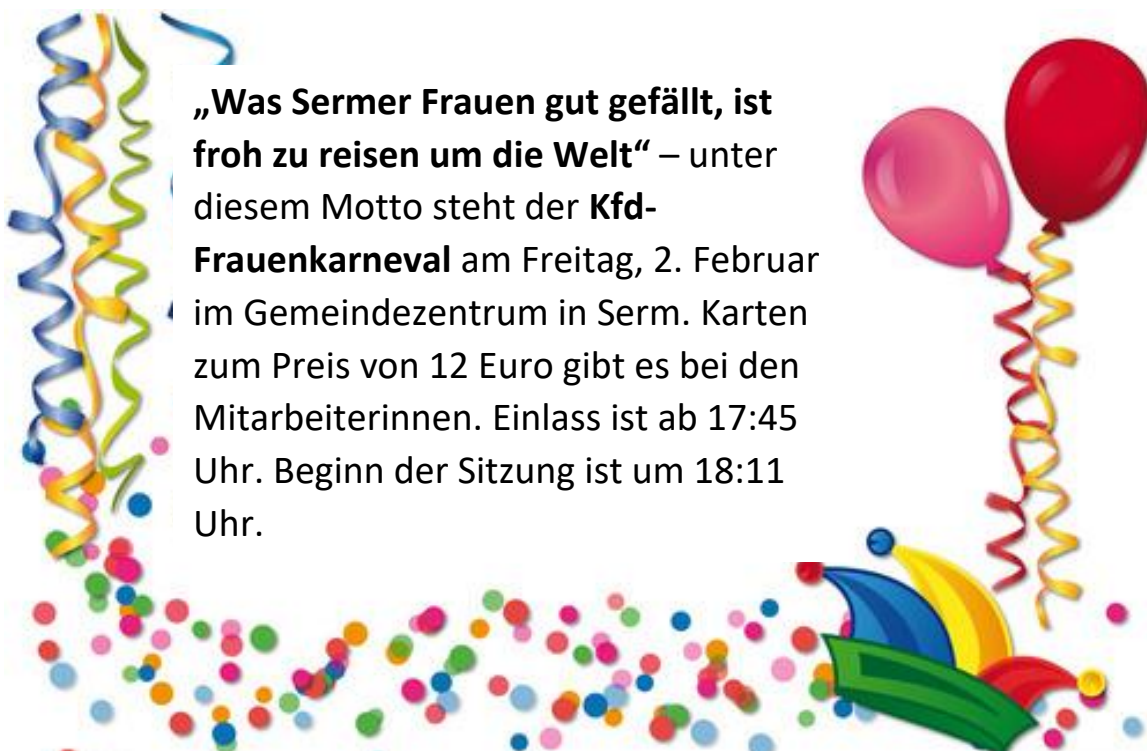 „Was Sermer Frauen gut gefällt, ist
froh zu reisen um die Welt“ – unter
diesem Motto steht der Kfd-
Frauenkarneval am Freitag, 2. Februar
im Gemeindezentrum in Serm. Karten
zum Preis von 12 Euro gibt es bei den
Mitarbeiterinnen. Einlass ist ab 17:45
Uhr. Beginn der Sitzung ist um 18:11
Uhr.